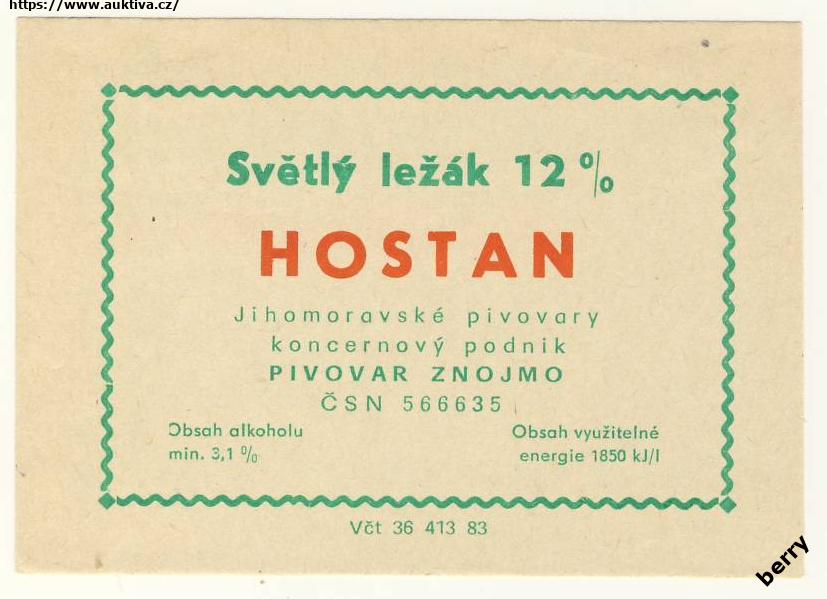 https://www.auktiva.cz/
Světlý ležák 12 %
HOSTAN
Jihomoravské pivovary
koncernový podnik
PIVOVAR ZNOJMO
ČSN 566635
Obsah alkoholu
min. 3,1 %
Obsah využitelné
energie 1850 kJ/l
Včt 36 413 83
berry